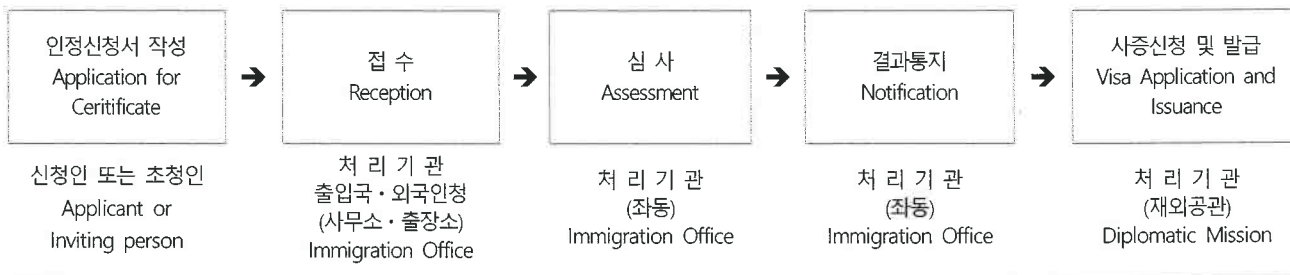 인정신청서 작성
Application for
Ceritificate
➔
접 수
Reception
➔
심 사
Assessment
➔
결과통지
Notification
➔
사증신청 및 발급
Visa Application and
Issuance
신청인 또는 초청인
Applicant or
Inviting person
처 리 기 관
출입국・외국인청
(사무소・출장소)
Immigration Office
처 리 기 관
(좌동)
Immigration Office
처 리 기 관
(좌동)
Immigration Office
처 리 기 관
(재외공관)
Diplomatic Mission